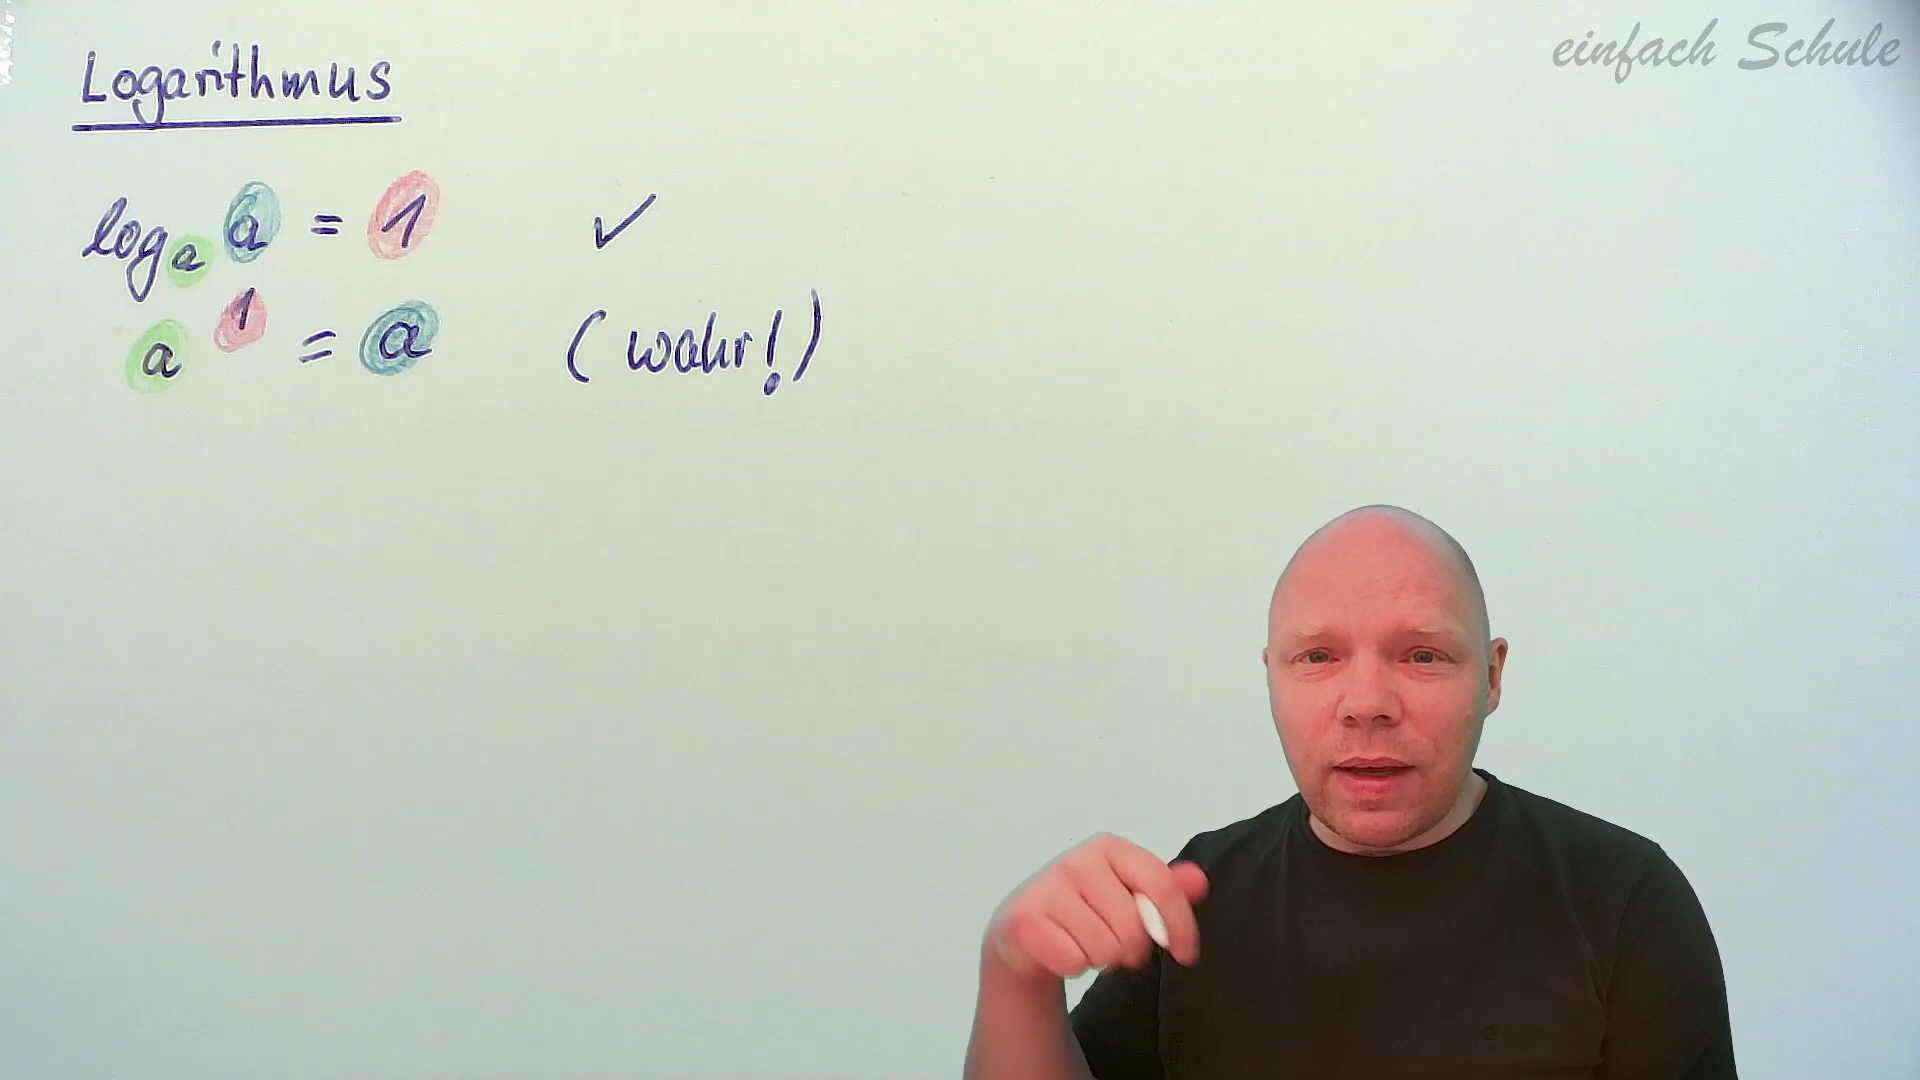 einfach Schule
Logarithmus
logₐ a = 1 ✓
a¹ = a (wahr!)